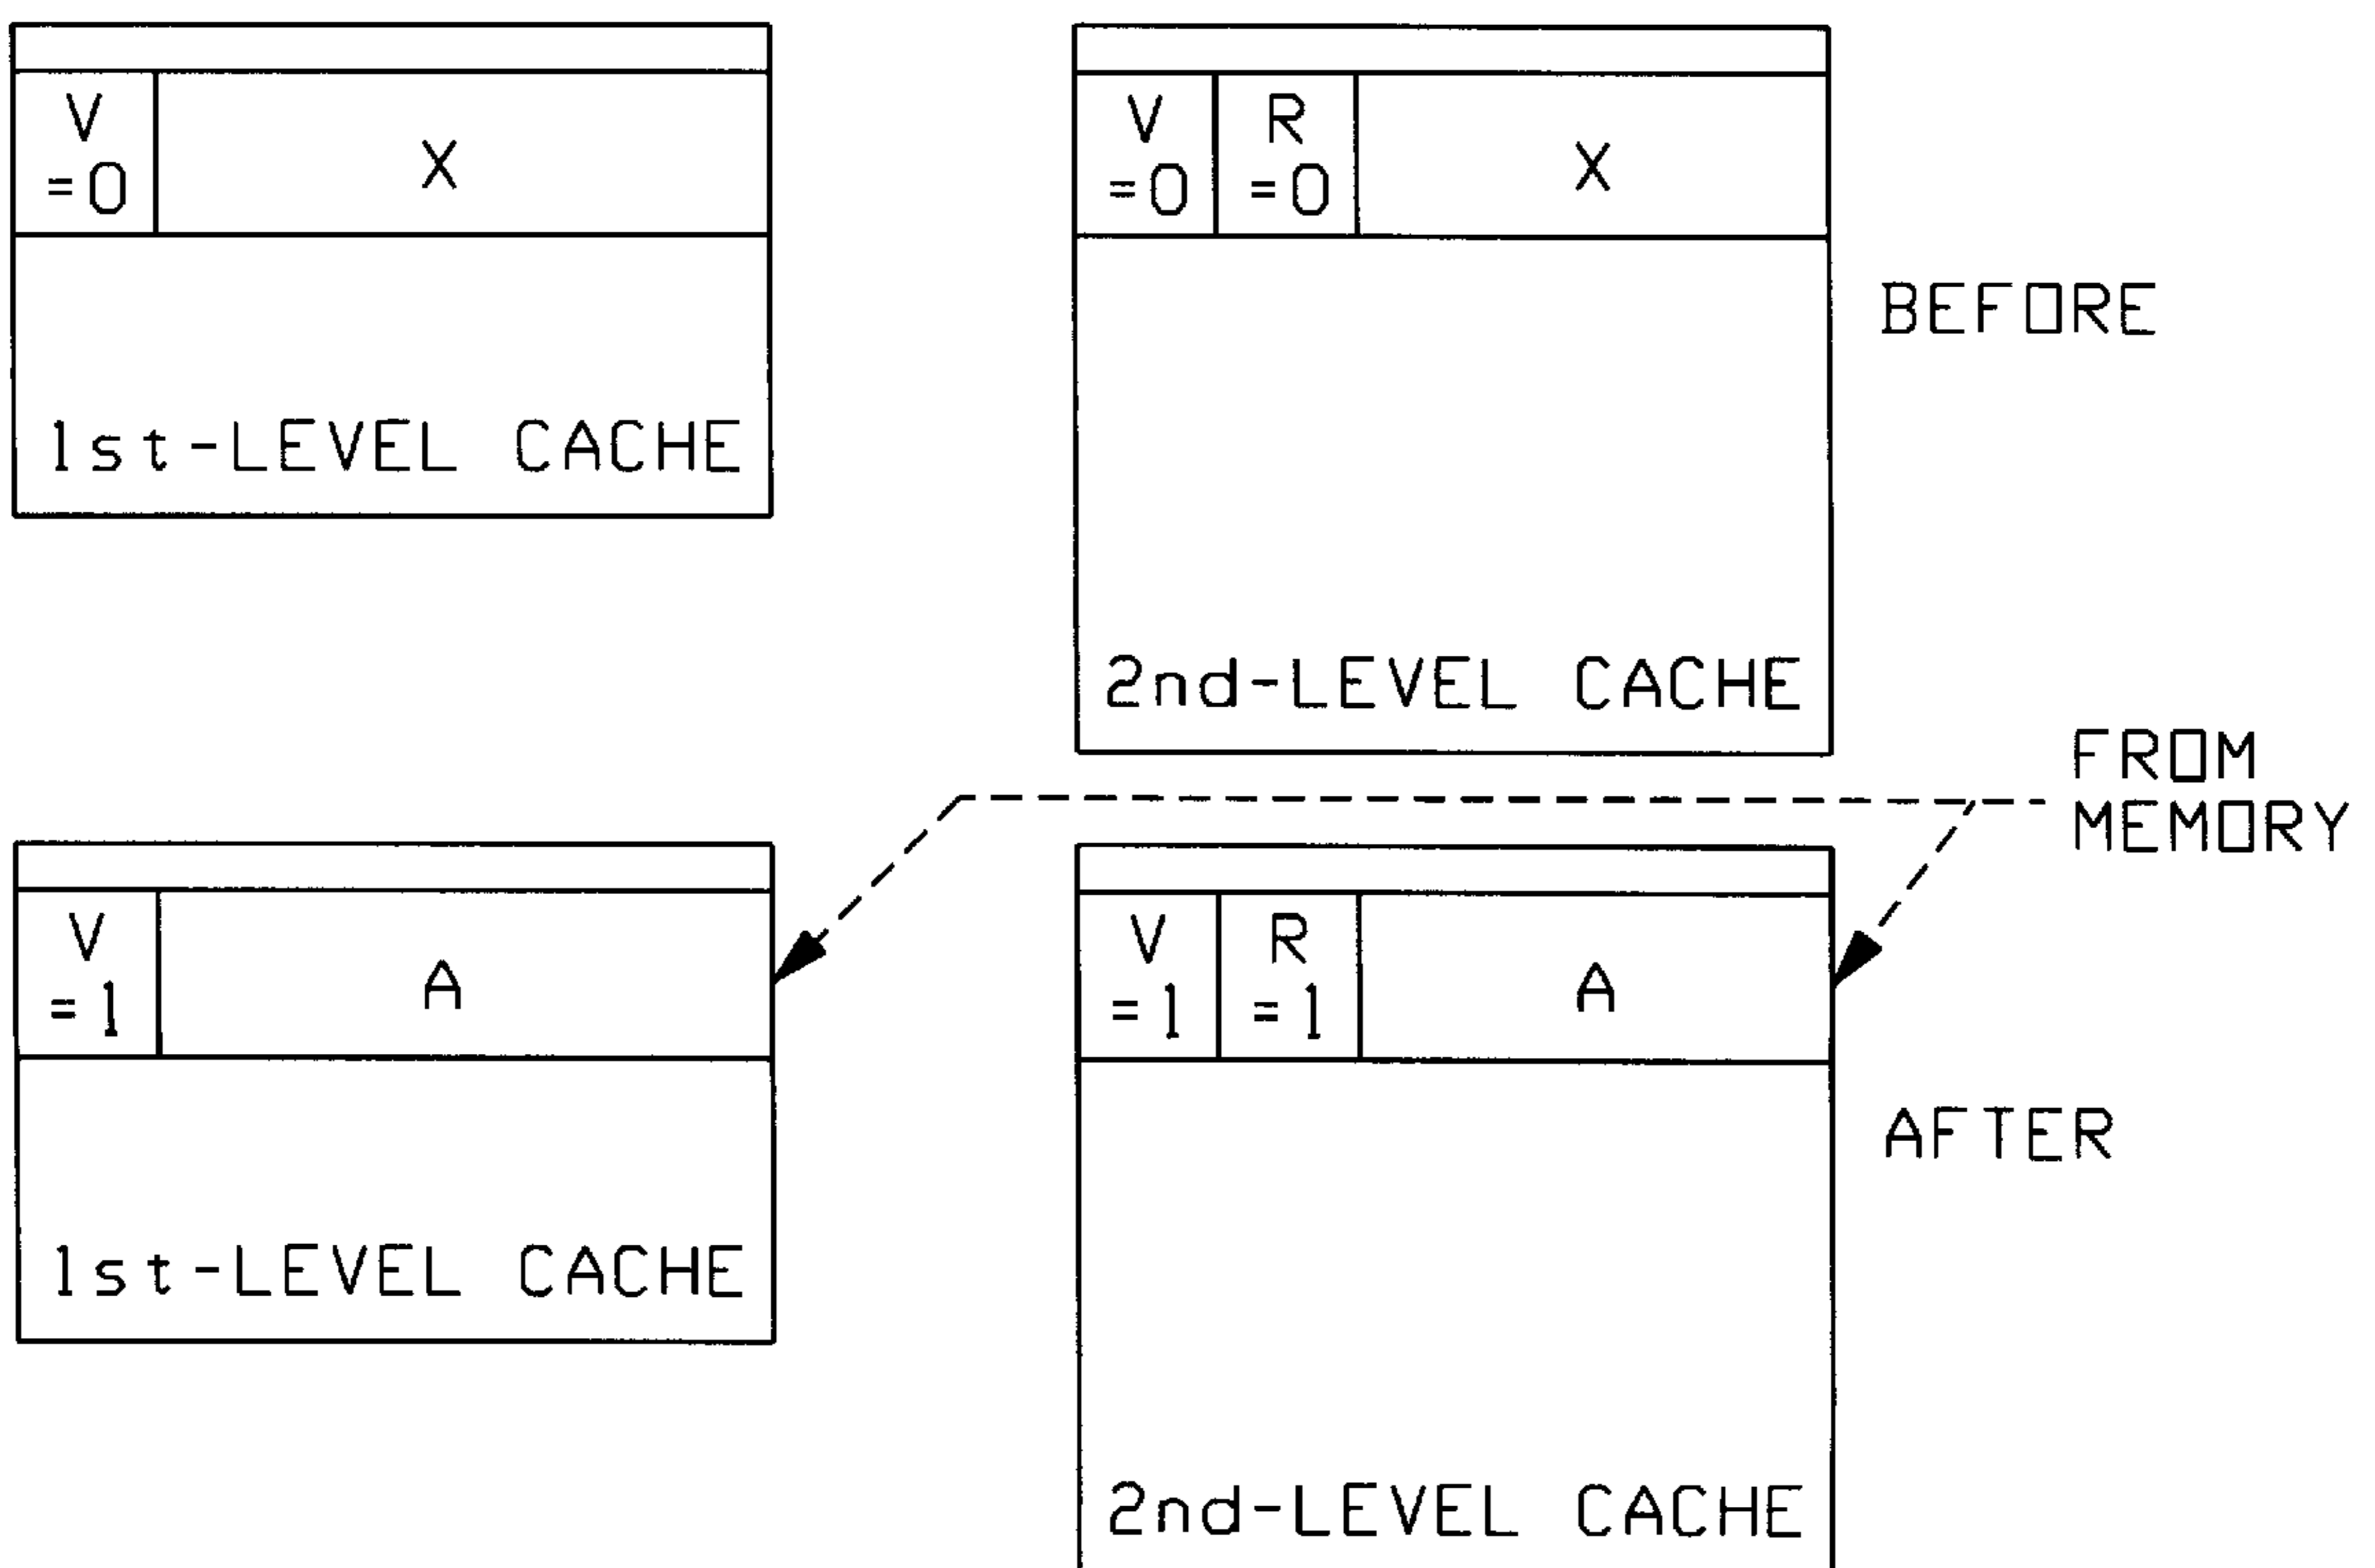 V
=0
X
1st-LEVEL CACHE
V
=0
R
=0
X
2nd-LEVEL CACHE
BEFORE
FROM
MEMORY
V
=1
A
1st-LEVEL CACHE
V
=1
R
=1
A
2nd-LEVEL CACHE
AFTER